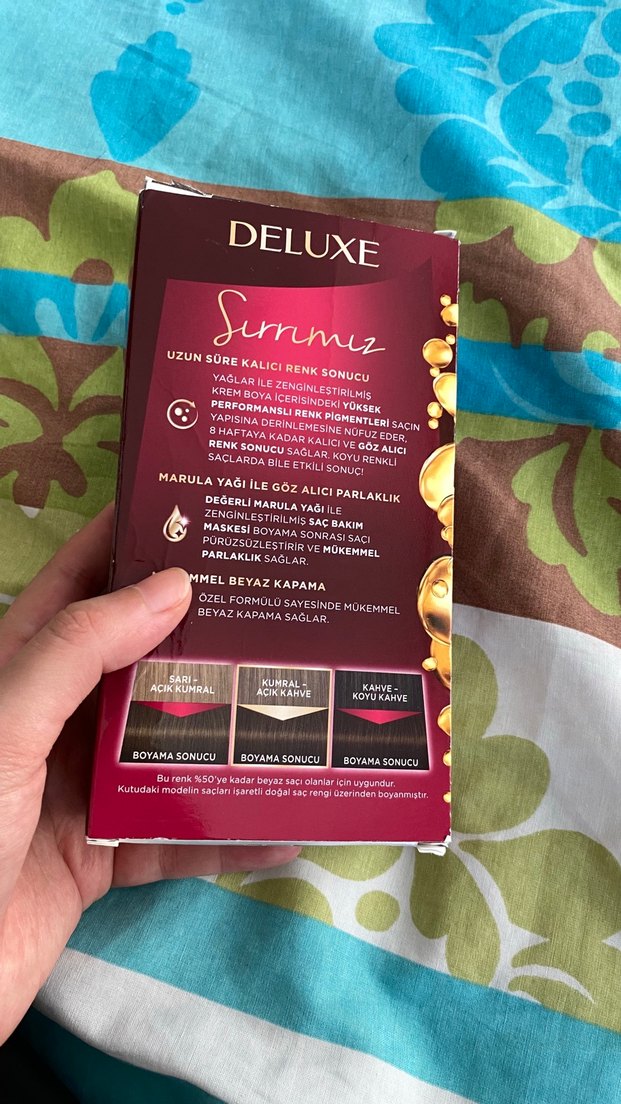 DELUXE
Sırrımız
UZUN SÜRE KALICI RENK SONUCU
YAĞLAR İLE ZENGİNLEŞTİRİLMİŞ
KREM BOYA İÇERİSİNDEKİ YÜKSEK
PERFORMANSLI RENK PİGMENTLERİ SAÇIN
YAPISINA DERİNLEMESİNE NÜFUZ EDER,
8 HAFTAYA KADAR KALICI VE GÖZ ALICI
RENK SONUCU SAĞLAR. KOYU RENKLİ
SAÇLARDA BİLE ETKİLİ SONUÇ!
MARULA YAĞI İLE GÖZ ALICI PARLAKLIK
DEĞERLİ MARULA YAĞI İLE
ZENGİNLEŞTİRİLMİŞ SAÇ BAKIM
MASKESİ BOYAMA SONRASI SAÇI
PÜRÜZSÜZLEŞTİRİR VE MÜKEMMEL
PARLAKLIK SAĞLAR.
MMEL BEYAZ KAPAMA
ÖZEL FORMÜLÜ SAYESİNDE MÜKEMMEL
BEYAZ KAPAMA SAĞLAR.
SARI –
AÇIK KUMRAL
BOYAMA SONUCU
KUMRAL –
AÇIK KAHVE
BOYAMA SONUCU
KAHVE –
KOYU KAHVE
BOYAMA SONUCU
Bu renk %50'ye kadar beyaz saçı olanlar için uygundur.
Kutudaki modelin saçları işaretli doğal saç rengi üzerinden boyanmıştır.